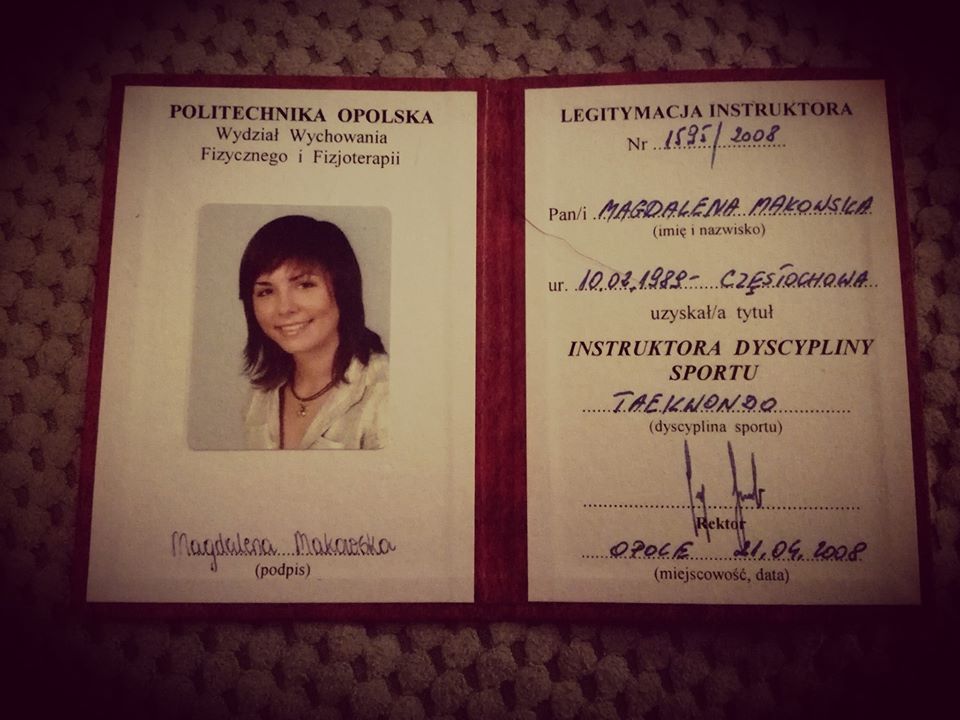 POLITECHNIKA OPOLSKA
Wydział Wychowania
Fizycznego i Fizjoterapii
Magdalena Makowska
(podpis)
LEGITYMACJA INSTRUKTORA
Nr 1595/2008
Pan/i MAGDALENA MAKOWSKA
(imię i nazwisko)
ur. 10.02.1989- CZĘSTOCHOWA
uzyskał/a tytuł
INSTRUKTORA DYSCYPLINY
SPORTU
TAEKWONDO
(dyscyplina sportu)
Rektor
OPOLE 21.04.2008
(miejscowość, data)